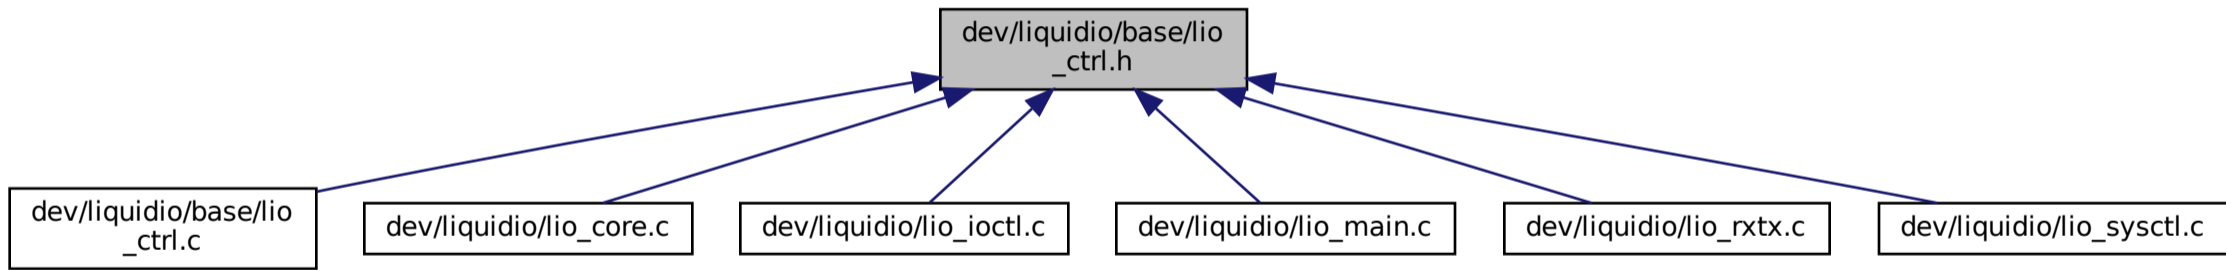 dev/liquidio/base/lio
_ctrl.h
dev/liquidio/base/lio
_ctrl.c
dev/liquidio/lio_core.c
dev/liquidio/lio_ioctl.c
dev/liquidio/lio_main.c
dev/liquidio/lio_rxtx.c
dev/liquidio/lio_sysctl.c